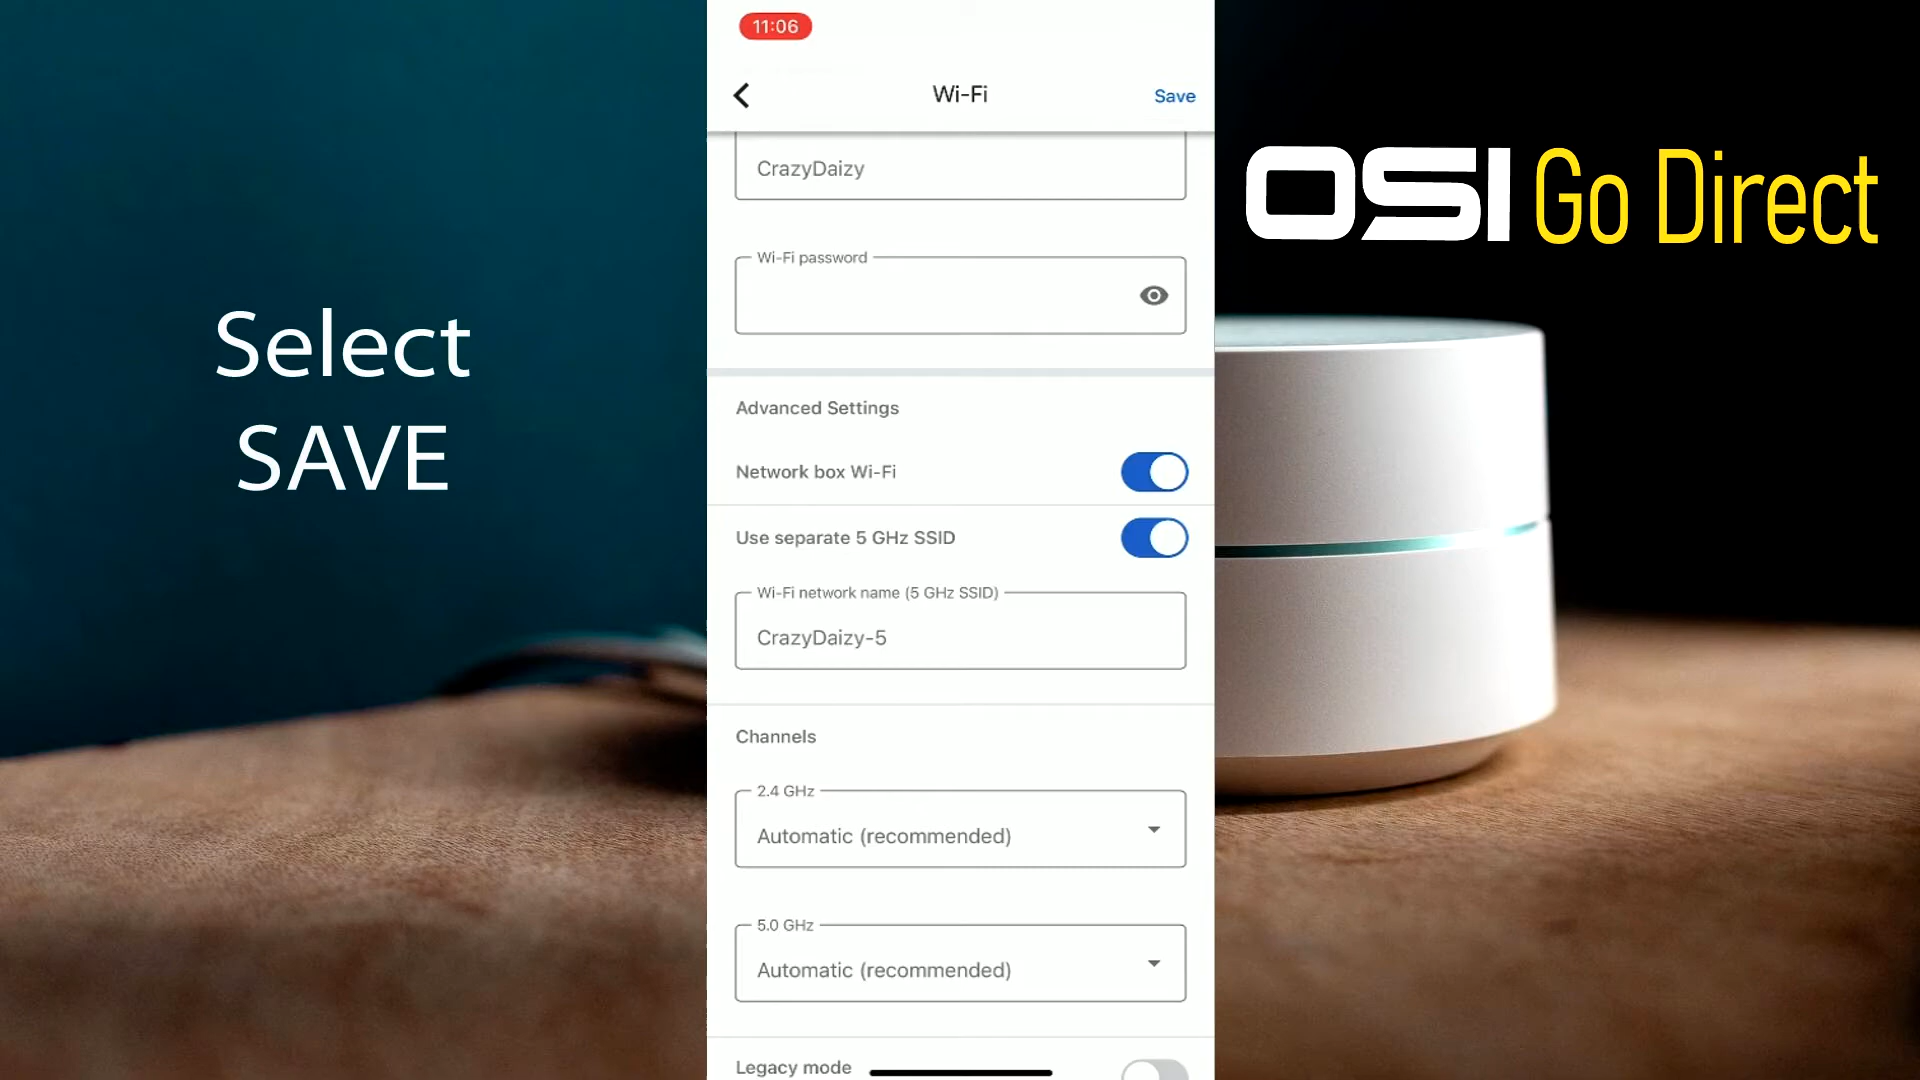 11:06
Wi-Fi
Save
CrazyDaizy
Wi-Fi password
Advanced Settings
Network box Wi-Fi
Use separate 5 GHz SSID
Wi-Fi network name (5 GHz SSID)
CrazyDaizy-5
Channels
2.4 GHz
Automatic (recommended)
5.0 GHz
Automatic (recommended)
Legacy mode
Select
SAVE
OSI Go Direct